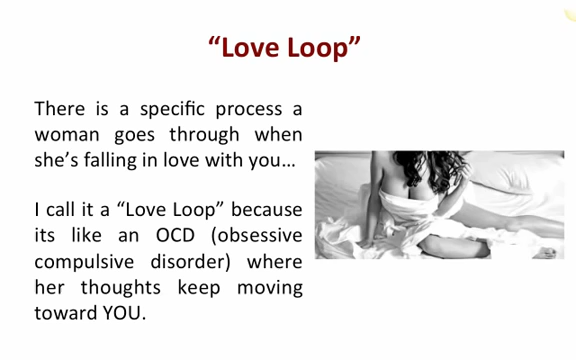 “Love Loop”
There is a specific process a
woman goes through when
she’s falling in love with you…
I call it a “Love Loop” because
its like an OCD (obsessive
compulsive disorder) where
her thoughts keep moving
toward YOU.